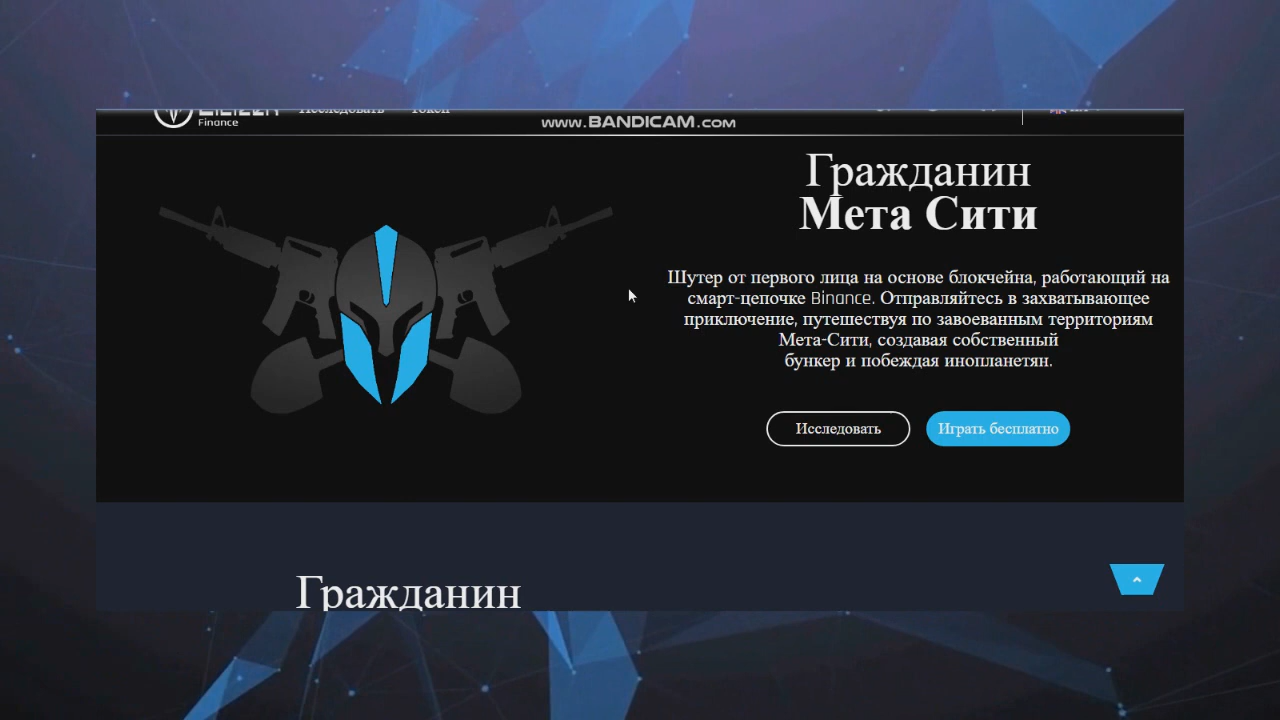 Finance
www.BANDICAM.com
Гражданин
Мета Сити
Шутер от первого лица на основе блокчейна, работающий на
смарт-цепочке Binance. Отправляйтесь в захватывающее
приключение, путешествуя по завоеванным территориям
Мета-Сити, создавая собственный
бункер и побеждая инопланетян.
Исследовать
Играть бесплатно
Гражданин